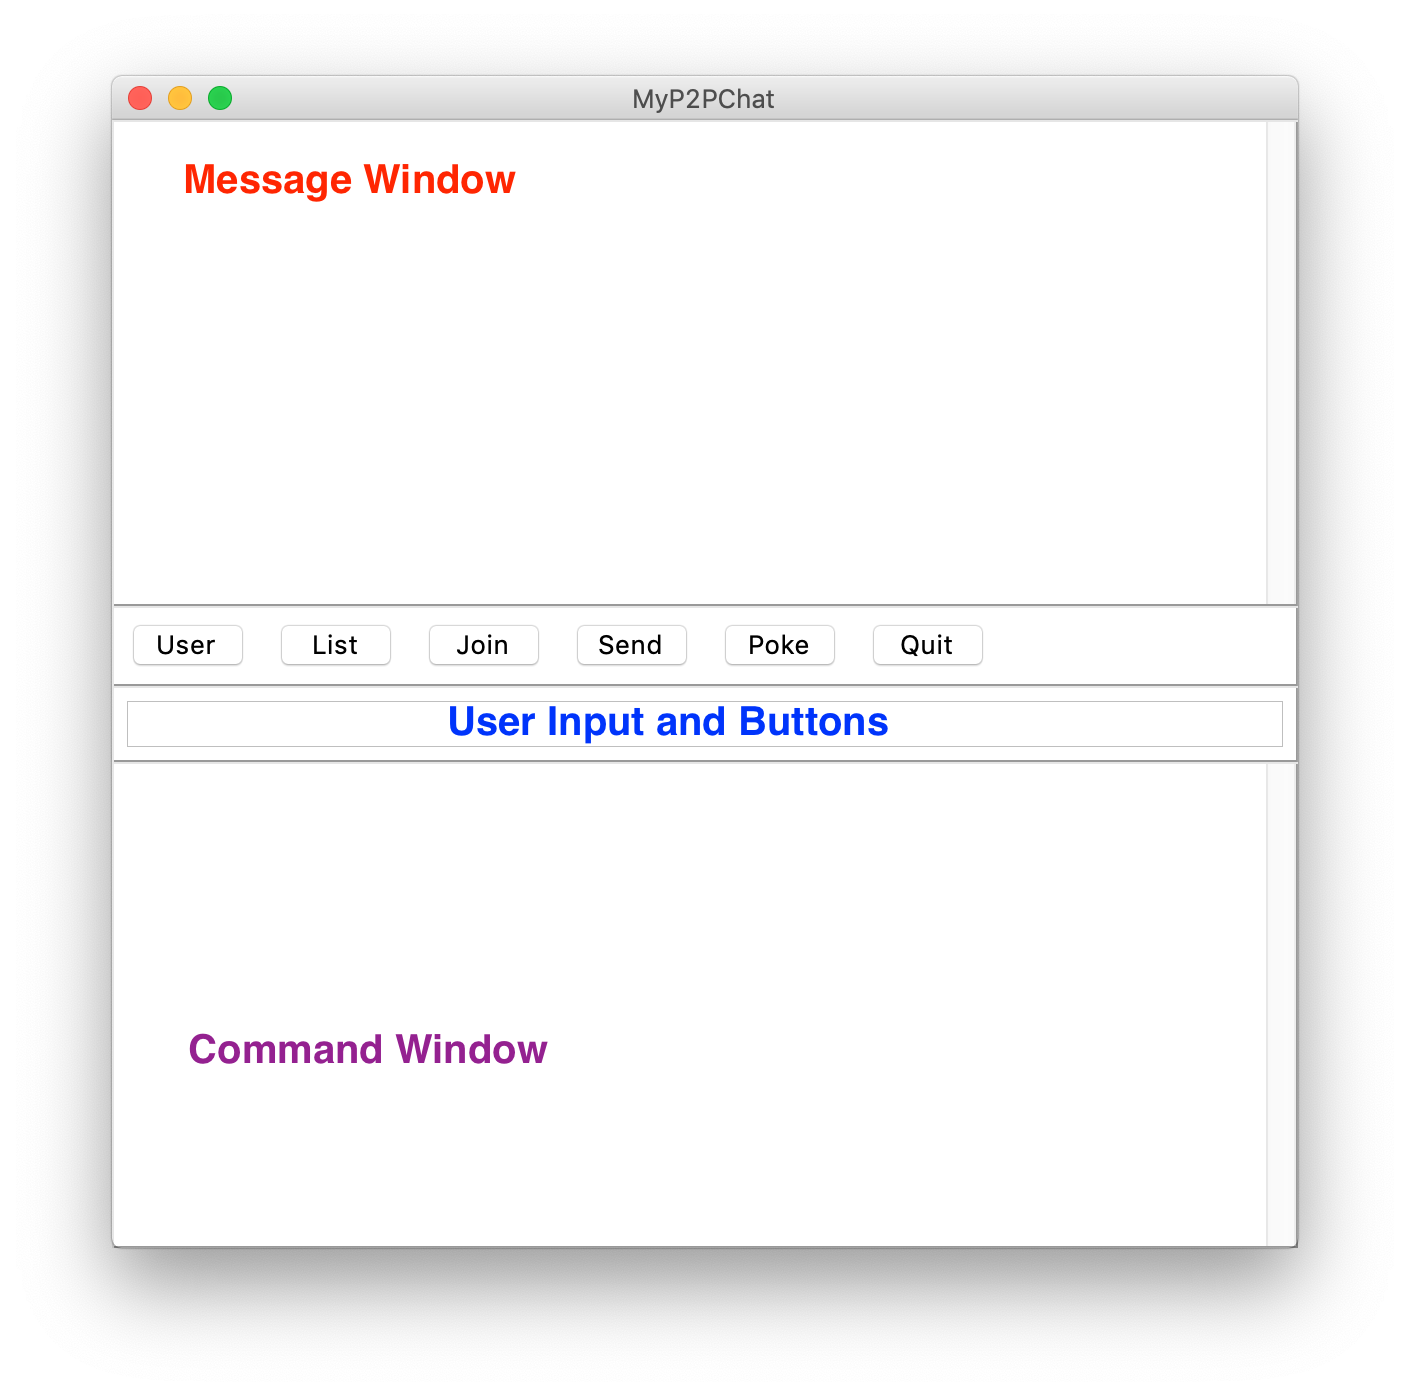 MyP2PChat
Message Window
User List Join Send Poke Quit
User Input and Buttons
Command Window